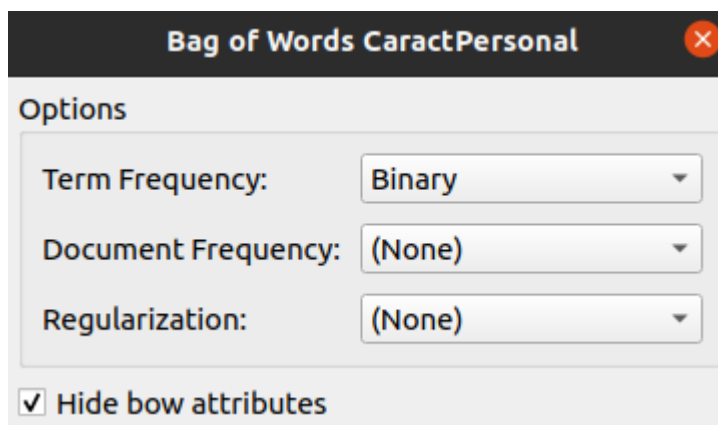 Bag of Words CaractPersonal
Options
Term Frequency: Binary
Document Frequency: (None)
Regularization: (None)
Hide bow attributes